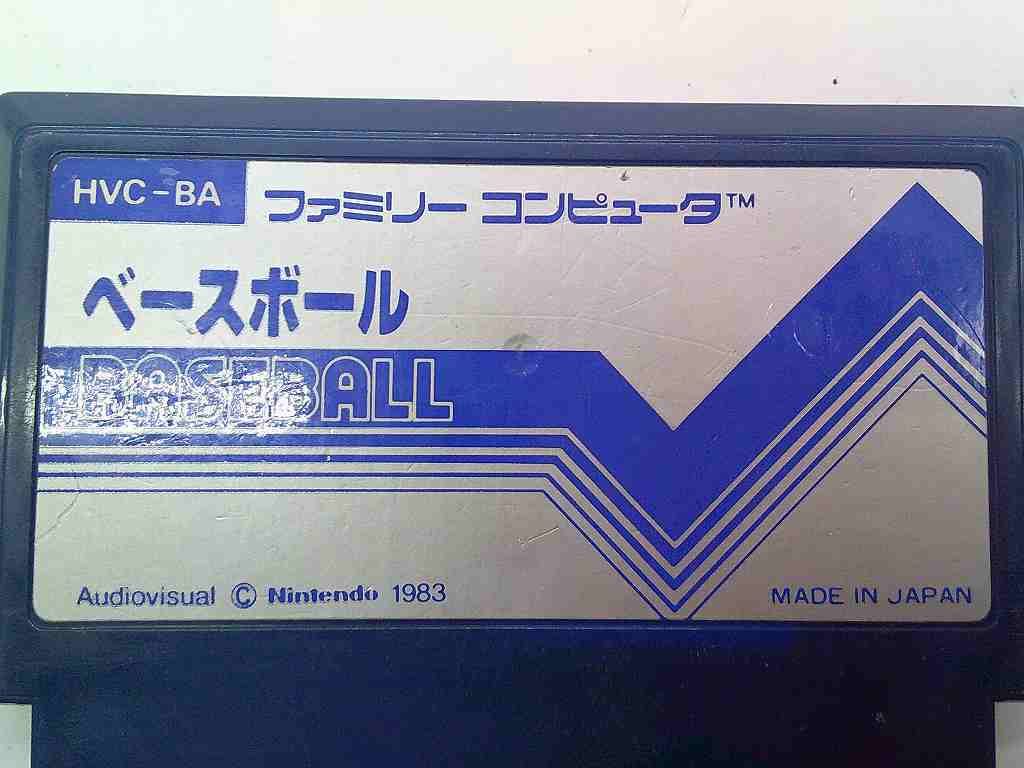 HVC-BA
ファミリー コンピュータ™
ベースボール
BASEBALL
Audiovisual © Nintendo 1983
MADE IN JAPAN